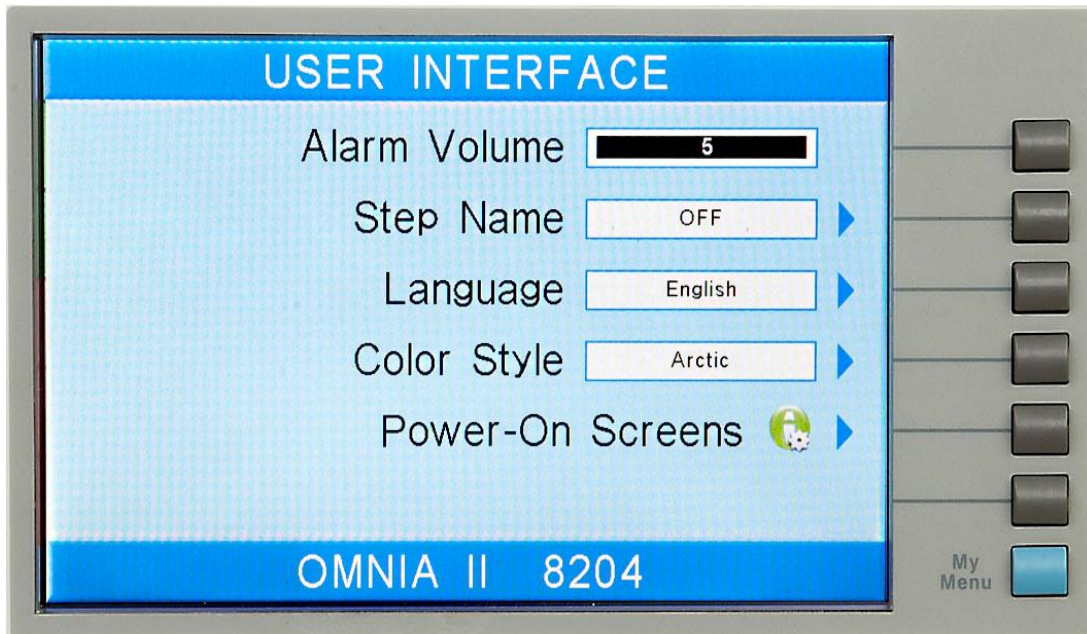 USER INTERFACE
Alarm Volume 5
Step Name OFF
Language English
Color Style Arctic
Power-On Screens
OMNIA II 8204
My
Menu